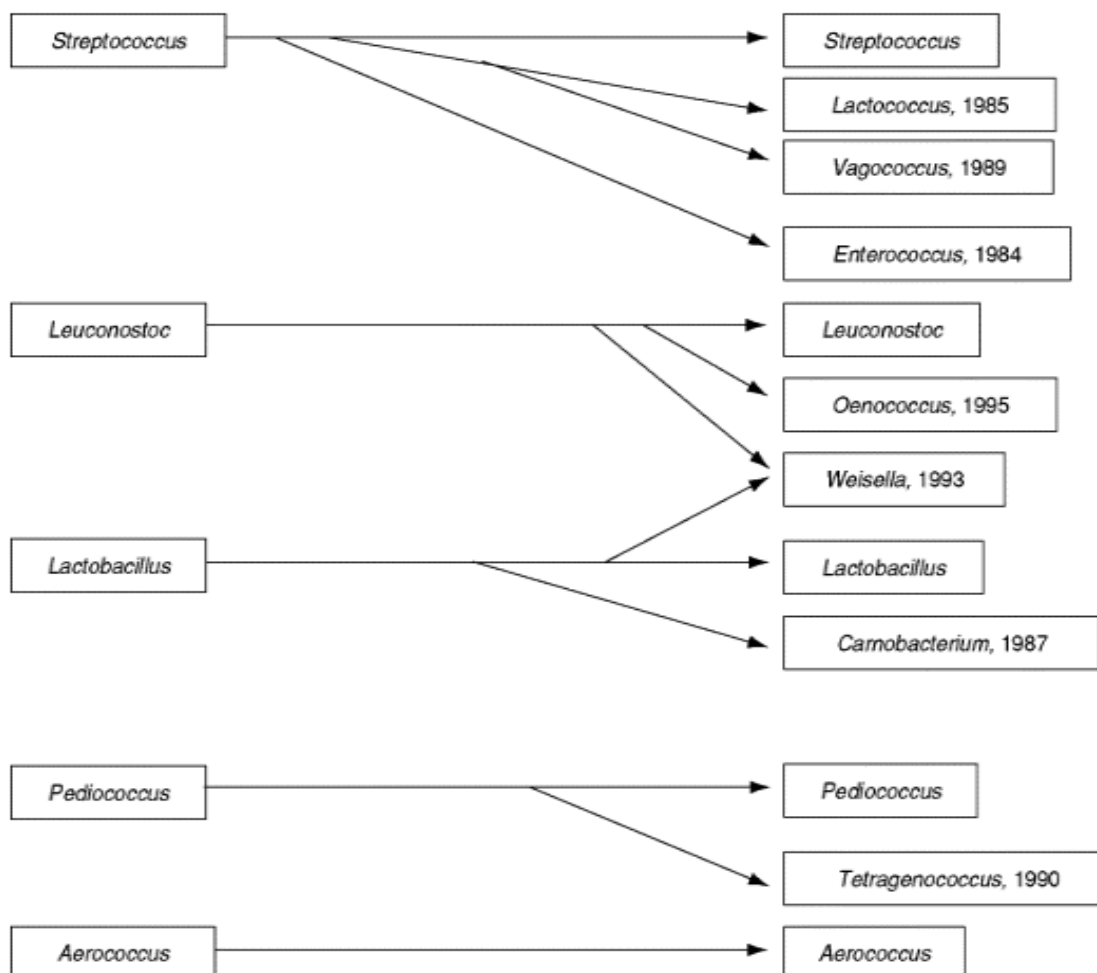 Streptococcus
Streptococcus
Lactococcus, 1985
Vagococcus, 1989
Enterococcus, 1984
Leuconostoc
Leuconostoc
Oenococcus, 1995
Weisella, 1993
Lactobacillus
Lactobacillus
Carnobacterium, 1987
Pediococcus
Pediococcus
Tetragenococcus, 1990
Aerococcus
Aerococcus